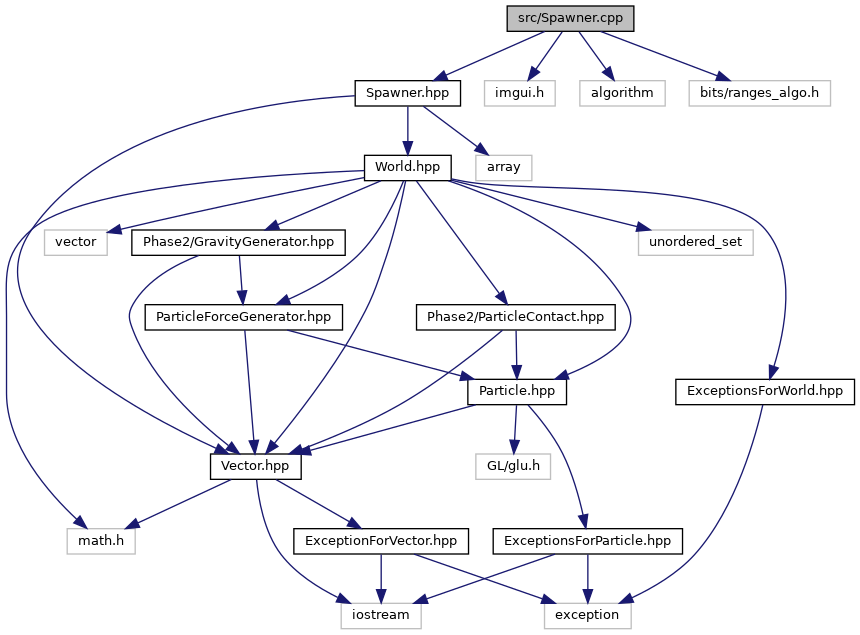 src/Spawner.cpp
Spawner.hpp
imgui.h
algorithm
bits/ranges_algo.h
World.hpp
array
vector
Phase2/GravityGenerator.hpp
unordered_set
ParticleForceGenerator.hpp
Phase2/ParticleContact.hpp
Particle.hpp
ExceptionsForWorld.hpp
Vector.hpp
GL/glu.h
math.h
ExceptionForVector.hpp
ExceptionsForParticle.hpp
iostream
exception